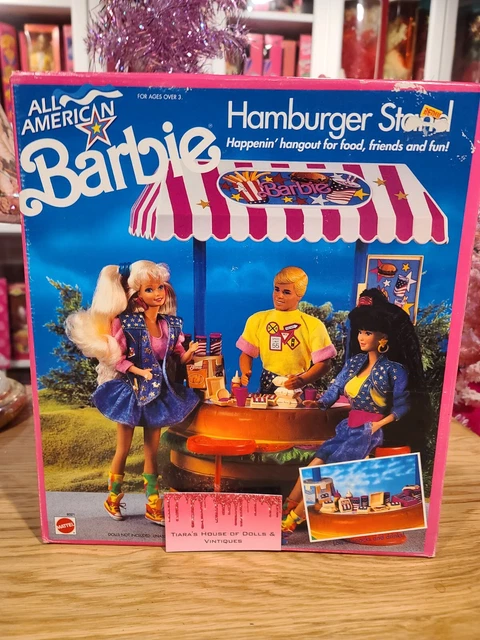 ALL
AMERICAN
Barbie
FOR AGES OVER 3.
Hamburger Stand
Happenin' hangout for food, friends and fun!
Barbie
MATTEL
TIARA'S HOUSE OF DOLLS &
VINTIQUES